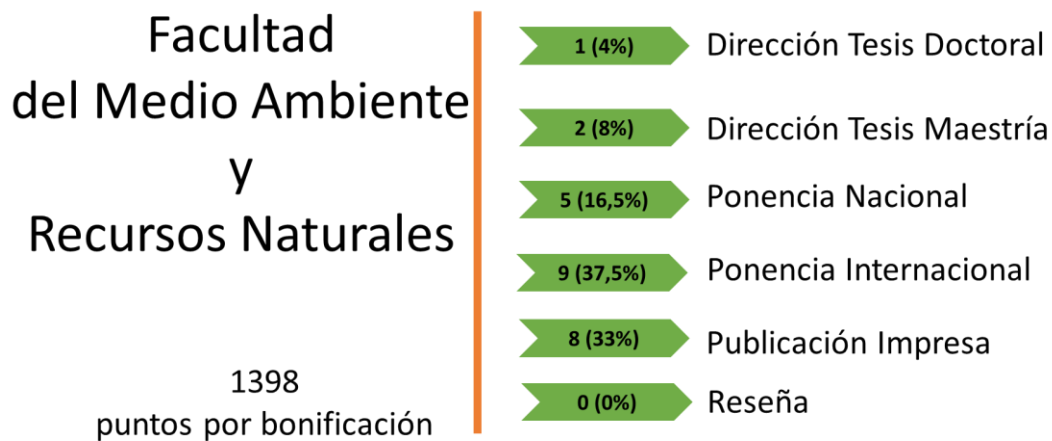 Facultad
del Medio Ambiente
y
Recursos Naturales
1398
puntos por bonificación
1 (4%) Dirección Tesis Doctoral
2 (8%) Dirección Tesis Maestría
5 (16,5%) Ponencia Nacional
9 (37,5%) Ponencia Internacional
8 (33%) Publicación Impresa
0 (0%) Reseña